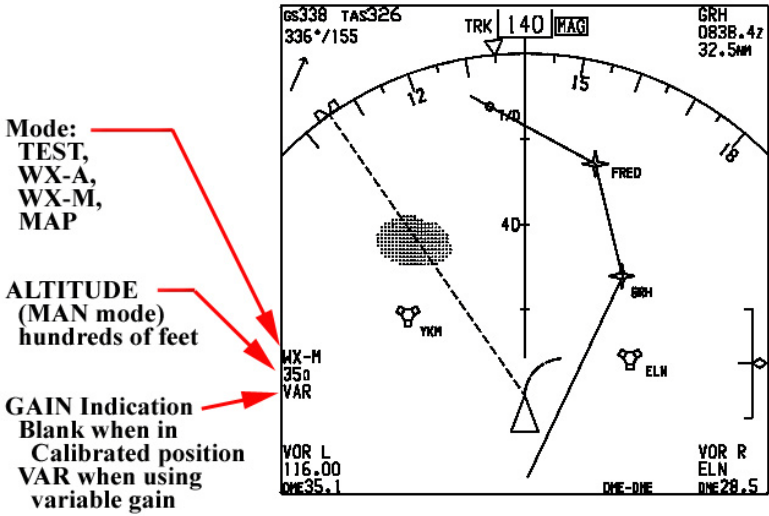 GS338 TAS326
336°/155
TRK 140 MAG
GRH
0838.4z
32.5NM
12
15
18
T/D
FRED
40
GRH
YKM
ELN
Mode:
TEST,
WX-A,
WX-M,
MAP
ALTITUDE
(MAN mode)
hundreds of feet
GAIN Indication
Blank when in
Calibrated position
VAR when using
variable gain
WX-M
350
VAR
VOR L
116.00
DME35.1
DME-DME
VOR R
ELN
DME28.5